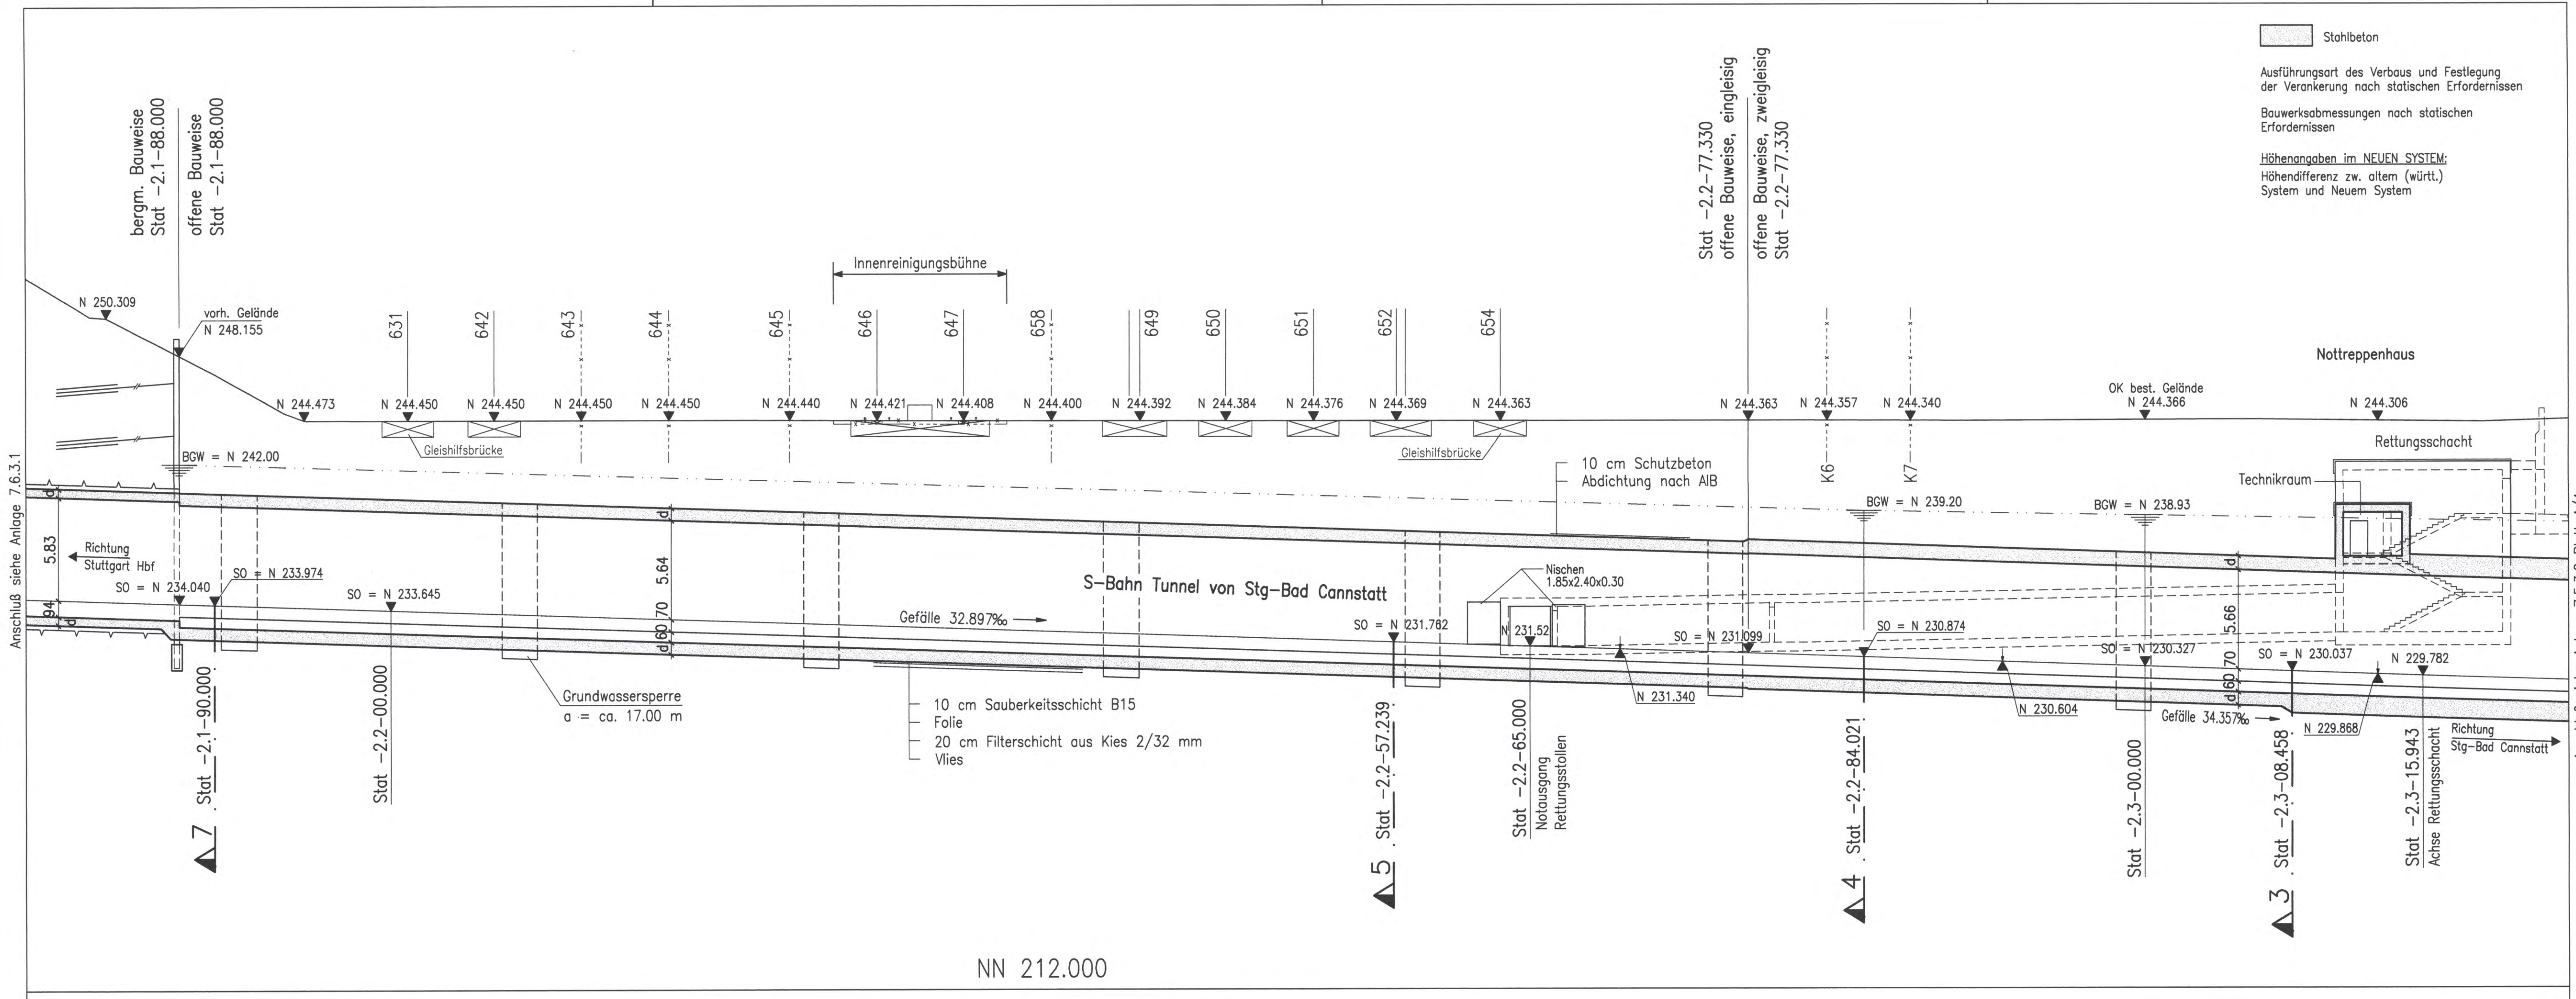 Stahlbeton
Ausführungsart des Verbaus und Festlegung
der Verankerung nach statischen Erfordernissen
Bauwerksabmessungen nach statischen
Erfordernissen
Höhenangaben im NEUEN SYSTEM:
Höhendifferenz zw. altem (württ.)
System und Neuem System
bergm. Bauweise
Stat -2.1-88.000
offene Bauweise
Stat -2.1-88.000
Stat -2.2-77.330
offene Bauweise, eingleisig
offene Bauweise, zweigleisig
Stat -2.2-77.330
Innenreinigungsbühne
N 250.309
vorh. Gelände
N 248.155
631
642
643
644
645
646
647
658
649
650
651
652
654
Nottreppenhaus
OK best. Gelände
N 244.473
N 244.450
N 244.450
N 244.450
N 244.450
N 244.440
N 244.421
N 244.408
N 244.400
N 244.392
N 244.384
N 244.376
N 244.369
N 244.363
N 244.363
N 244.357
N 244.340
N 244.366
N 244.306
Gleishilfsbrücke
Gleishilfsbrücke
K6
K7
Rettungsschacht
Technikraum
BGW = N 242.00
10 cm Schutzbeton
Abdichtung nach AIB
BGW = N 239.20
BGW = N 238.93
Anschluß siehe Anlage 7.6.3.1
d
5.83
94
d
Richtung
Stuttgart Hbf
SO = N 234.040
SO = N 233.974
SO = N 233.645
d
5.64
70
60
d
Gefälle 32.897‰
S-Bahn Tunnel von Stg-Bad Cannstatt
Nischen
1.85x2.40x0.30
SO = N 231.762
N 231.52
SO = N 231.099
SO = N 230.874
SO = N 230.327
SO = N 230.037
N 229.782
d
5.66
70
60
d
N 231.340
N 230.604
Gefälle 34.357‰
N 229.868
Richtung
Stg-Bad Cannstatt
Grundwassersperre
a = ca. 17.00 m
10 cm Sauberkeitsschicht B15
Folie
20 cm Filterschicht aus Kies 2/32 mm
Vlies
7 . Stat -2.1-90.000
Stat -2.2-00.000
5 . Stat -2.2-57.239
Stat -2.2-65.000
Notausgang
Rettungsstollen
4 . Stat -2.2-84.021
Stat -2.3-00.000
3 . Stat -2.3-08.458
Stat -2.3-15.943
Achse Rettungsschacht
NN 212.000